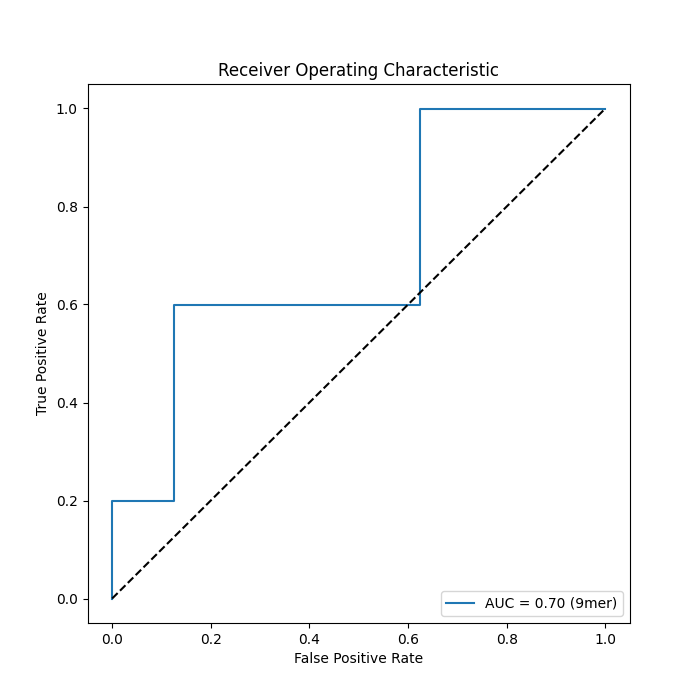 Receiver Operating Characteristic
1.0
0.8
0.6
0.4
0.2
0.0
True Positive Rate
AUC = 0.70 (9mer)
0.0 0.2 0.4 0.6 0.8 1.0
False Positive Rate